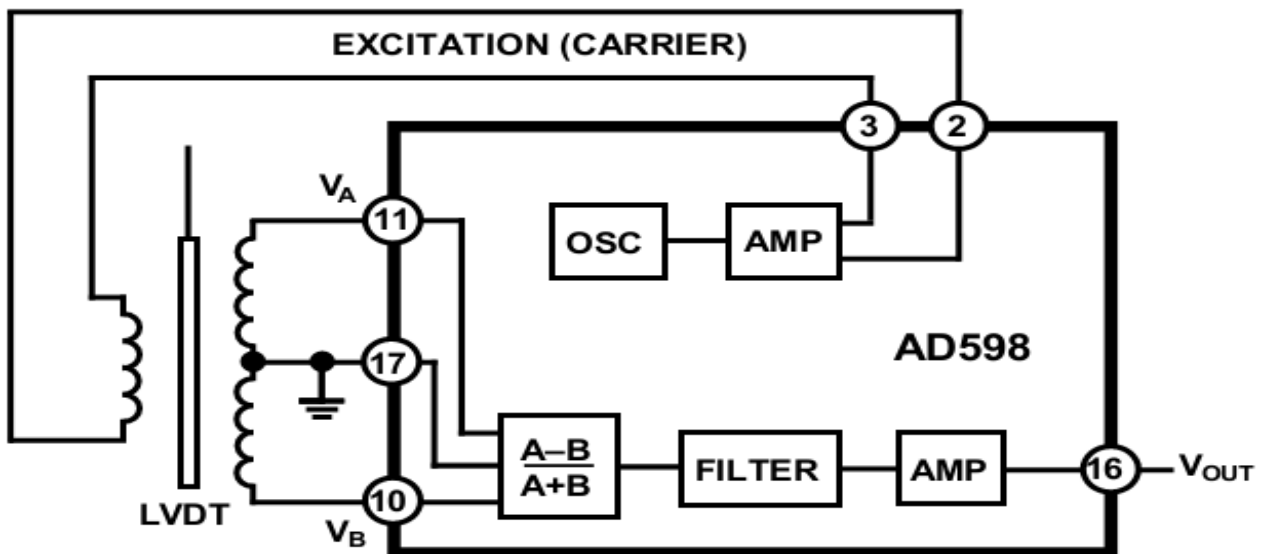 EXCITATION (CARRIER)
3
2
VA
11
OSC
AMP
17
AD598
A–B
A+B
FILTER
AMP
16
VOUT
10
LVDT
VB